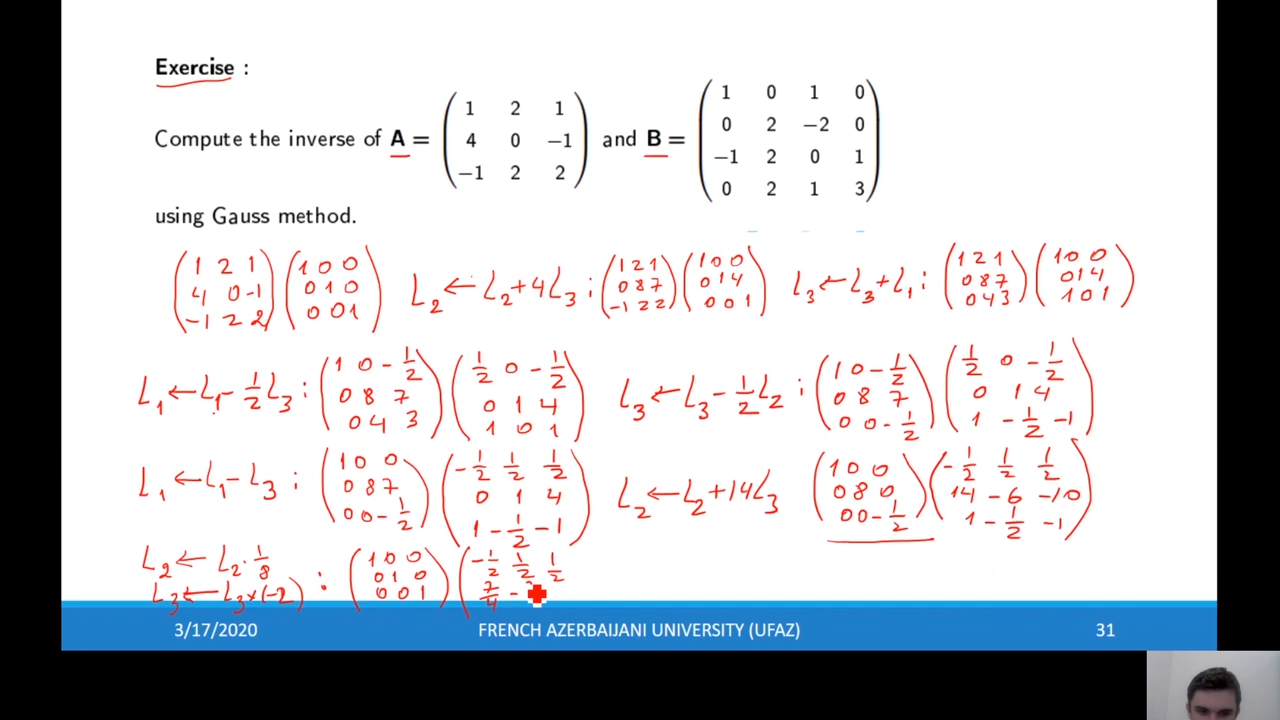 Exercise :
Compute the inverse of A = ( 1 2 1 ; 4 0 −1 ; −1 2 2 ) and B = ( 1 0 1 0 ; 0 2 −2 0 ; −1 2 0 1 ; 0 2 1 3 )
using Gauss method.
( 1 2 1 ; 4 0 -1 ; -1 2 2 ) ( 1 0 0 ; 0 1 0 ; 0 0 1 ) L2 ← L2 + 4L3 : ( 1 2 1 ; 0 8 7 ; -1 2 2 ) ( 1 0 0 ; 0 1 4 ; 0 0 1 ) L3 ← L3 + L1 : ( 1 2 1 ; 0 8 7 ; 0 4 3 ) ( 1 0 0 ; 0 1 4 ; 1 0 1 )
L1 ← L1 - 1/2 L3 : ( 1 0 -1/2 ; 0 8 7 ; 0 4 3 ) ( 1/2 0 -1/2 ; 0 1 4 ; 1 0 1 ) L3 ← L3 - 1/2 L2 : ( 1 0 -1/2 ; 0 8 7 ; 0 0 -1/2 ) ( 1/2 0 -1/2 ; 0 1 4 ; 1 -1/2 -1 )
L1 ← L1 - L3 : ( 1 0 0 ; 0 8 7 ; 0 0 -1/2 ) ( -1/2 1/2 1/2 ; 0 1 4 ; 1 -1/2 -1 ) L2 ← L2 + 14L3 ( 1 0 0 ; 0 8 0 ; 0 0 -1/2 ) ( -1/2 1/2 1/2 ; 14 -6 -10 ; 1 -1/2 -1 )
L2 ← L2 · 1/8
L3 ← L3 × (-2) : ( 1 0 0 ; 0 1 0 ; 0 0 1 ) ( -1/2 1/2 1/2 ; 7/4 -
3/17/2020 FRENCH AZERBAIJANI UNIVERSITY (UFAZ) 31